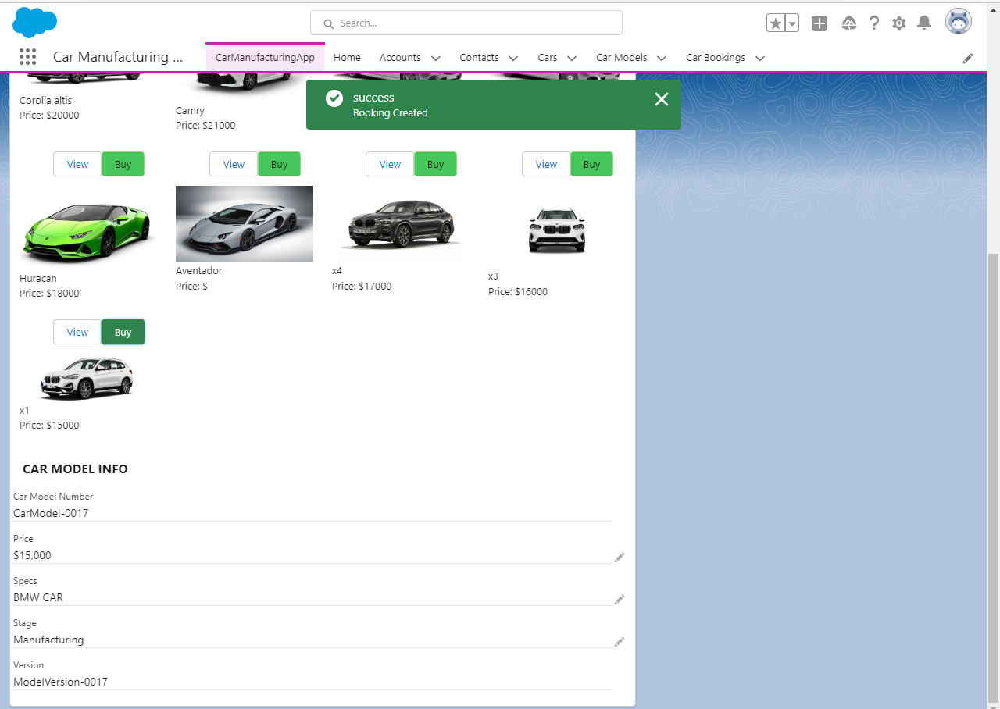 Search...
Car Manufacturing ...
CarManufacturingApp
Home
Accounts
Contacts
Cars
Car Models
Car Bookings
success
Booking Created
Corolla altis
Price: $20000
Camry
Price: $21000
View
Buy
View
Buy
View
Buy
View
Buy
Huracan
Price: $18000
Aventador
Price: $
x4
Price: $17000
x3
Price: $16000
View
Buy
x1
Price: $15000
CAR MODEL INFO
Car Model Number
CarModel-0017
Price
$15,000
Specs
BMW CAR
Stage
Manufacturing
Version
ModelVersion-0017